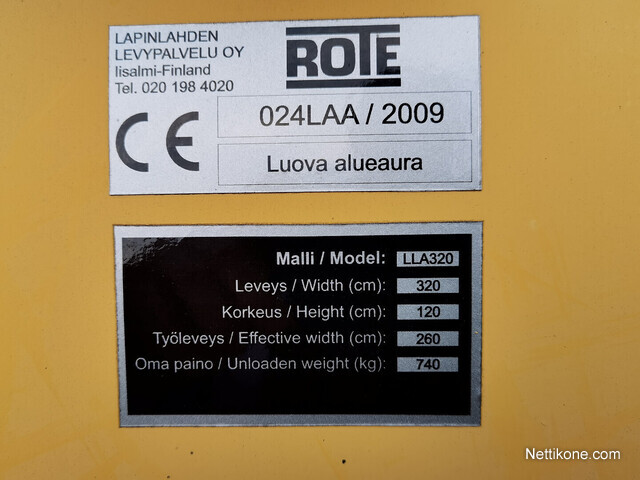 LAPINLAHDEN
LEVYPALVELU OY
Iisalmi-Finland
Tel. 020 198 4020
ROTE
CE
024LAA / 2009
Luova alueaura
Malli / Model: LLA320
Leveys / Width (cm): 320
Korkeus / Height (cm): 120
Työleveys / Effective width (cm): 260
Oma paino / Unloaden weight (kg): 740
Nettikone.com